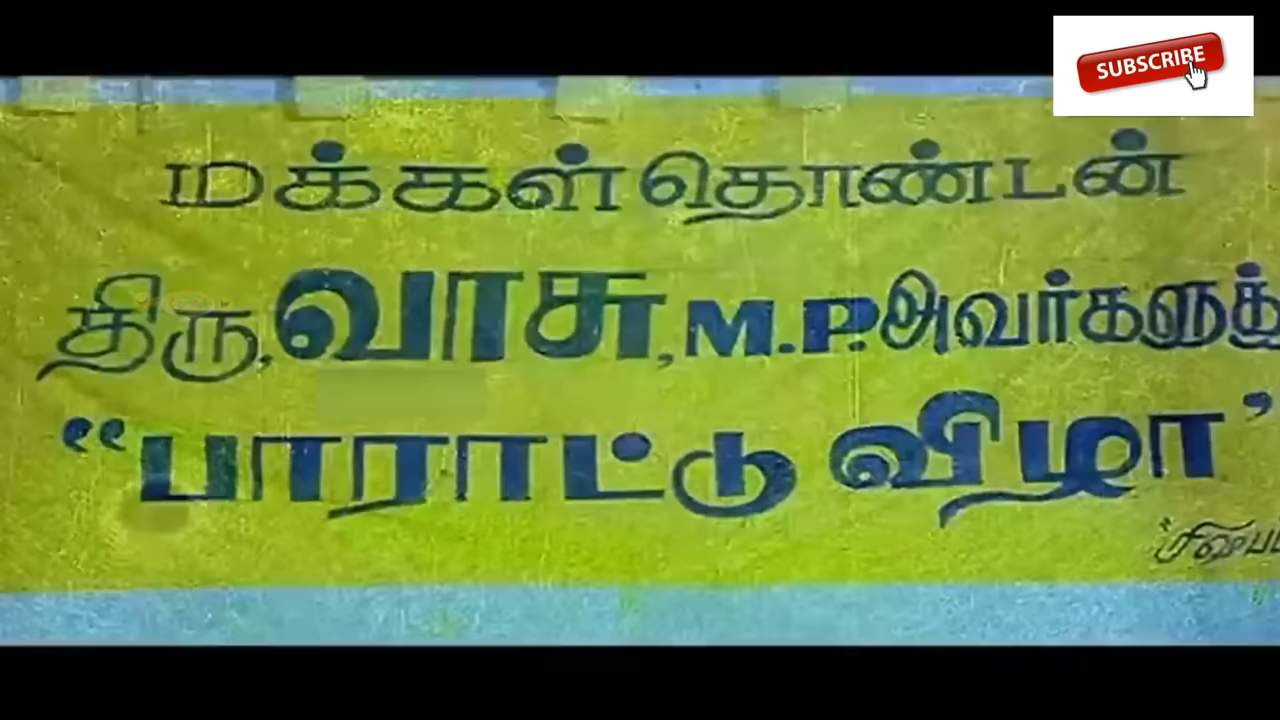 SUBSCRIBE
மக்கள் தொண்டன்
திரு, வாசு, M.P. அவர்களுக்
"பாராட்டு விழா'